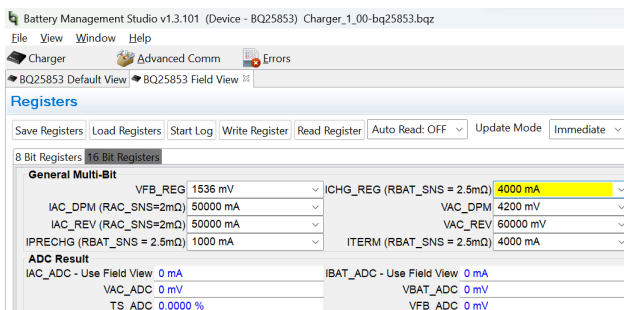 Battery Management Studio v1.3.101 (Device - BQ25853) Charger_1_00-bq25853.bqz
File View Window Help
Charger Advanced Comm Errors
BQ25853 Default View BQ25853 Field View
Registers
Save Registers Load Registers Start Log Write Register Read Register Auto Read: OFF Update Mode Immediate
8 Bit Registers 16 Bit Registers
General Multi-Bit
VFB_REG 1536 mV ICHG_REG (RBAT_SNS = 2.5mΩ) 4000 mA
IAC_DPM (RAC_SNS=2mΩ) 50000 mA VAC_DPM 4200 mV
IAC_REV (RAC_SNS=2mΩ) 50000 mA VAC_REV 60000 mV
IPRECHG (RBAT_SNS = 2.5mΩ) 1000 mA ITERM (RBAT_SNS = 2.5mΩ) 4000 mA
ADC Result
IAC_ADC - Use Field View 0 mA IBAT_ADC - Use Field View 0 mA
VAC_ADC 0 mV VBAT_ADC 0 mV
TS_ADC 0.0000 % VFB_ADC 0 mV